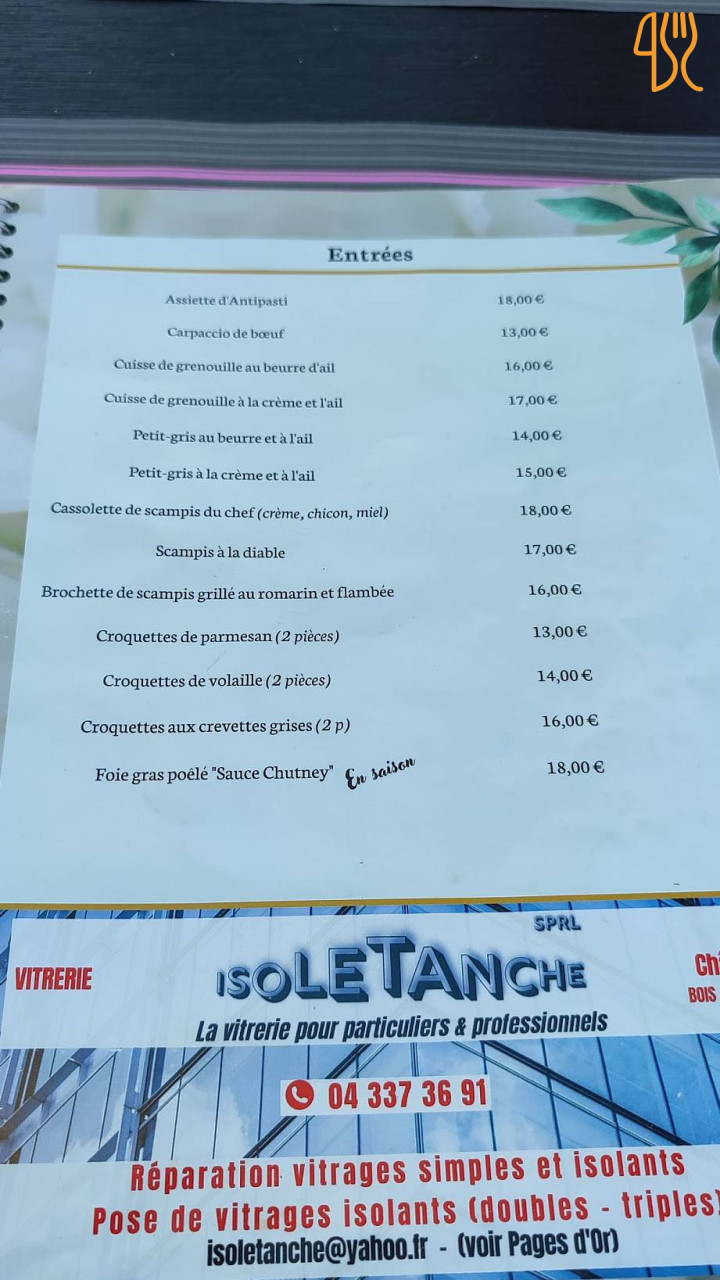 Entrées
Assiette d'Antipasti 18,00 €
Carpaccio de bœuf 13,00 €
Cuisse de grenouille au beurre d'ail 16,00 €
Cuisse de grenouille à la crème et l'ail 17,00 €
Petit-gris au beurre et à l'ail 14,00 €
Petit-gris à la crème et à l'ail 15,00 €
Cassolette de scampis du chef (crème, chicon, miel) 18,00 €
Scampis à la diable 17,00 €
Brochette de scampis grillé au romarin et flambée 16,00 €
Croquettes de parmesan (2 pièces) 13,00 €
Croquettes de volaille (2 pièces) 14,00 €
Croquettes aux crevettes grises (2 p) 16,00 €
Foie gras poêlé "Sauce Chutney" En saison 18,00 €
SPRL
VITRERIE ISOLETANCHE
BOIS
La vitrerie pour particuliers & professionnels
04 337 36 91
Réparation vitrages simples et isolants
Pose de vitrages isolants (doubles - triples)
isoletanche@yahoo.fr - (voir Pages d'Or)